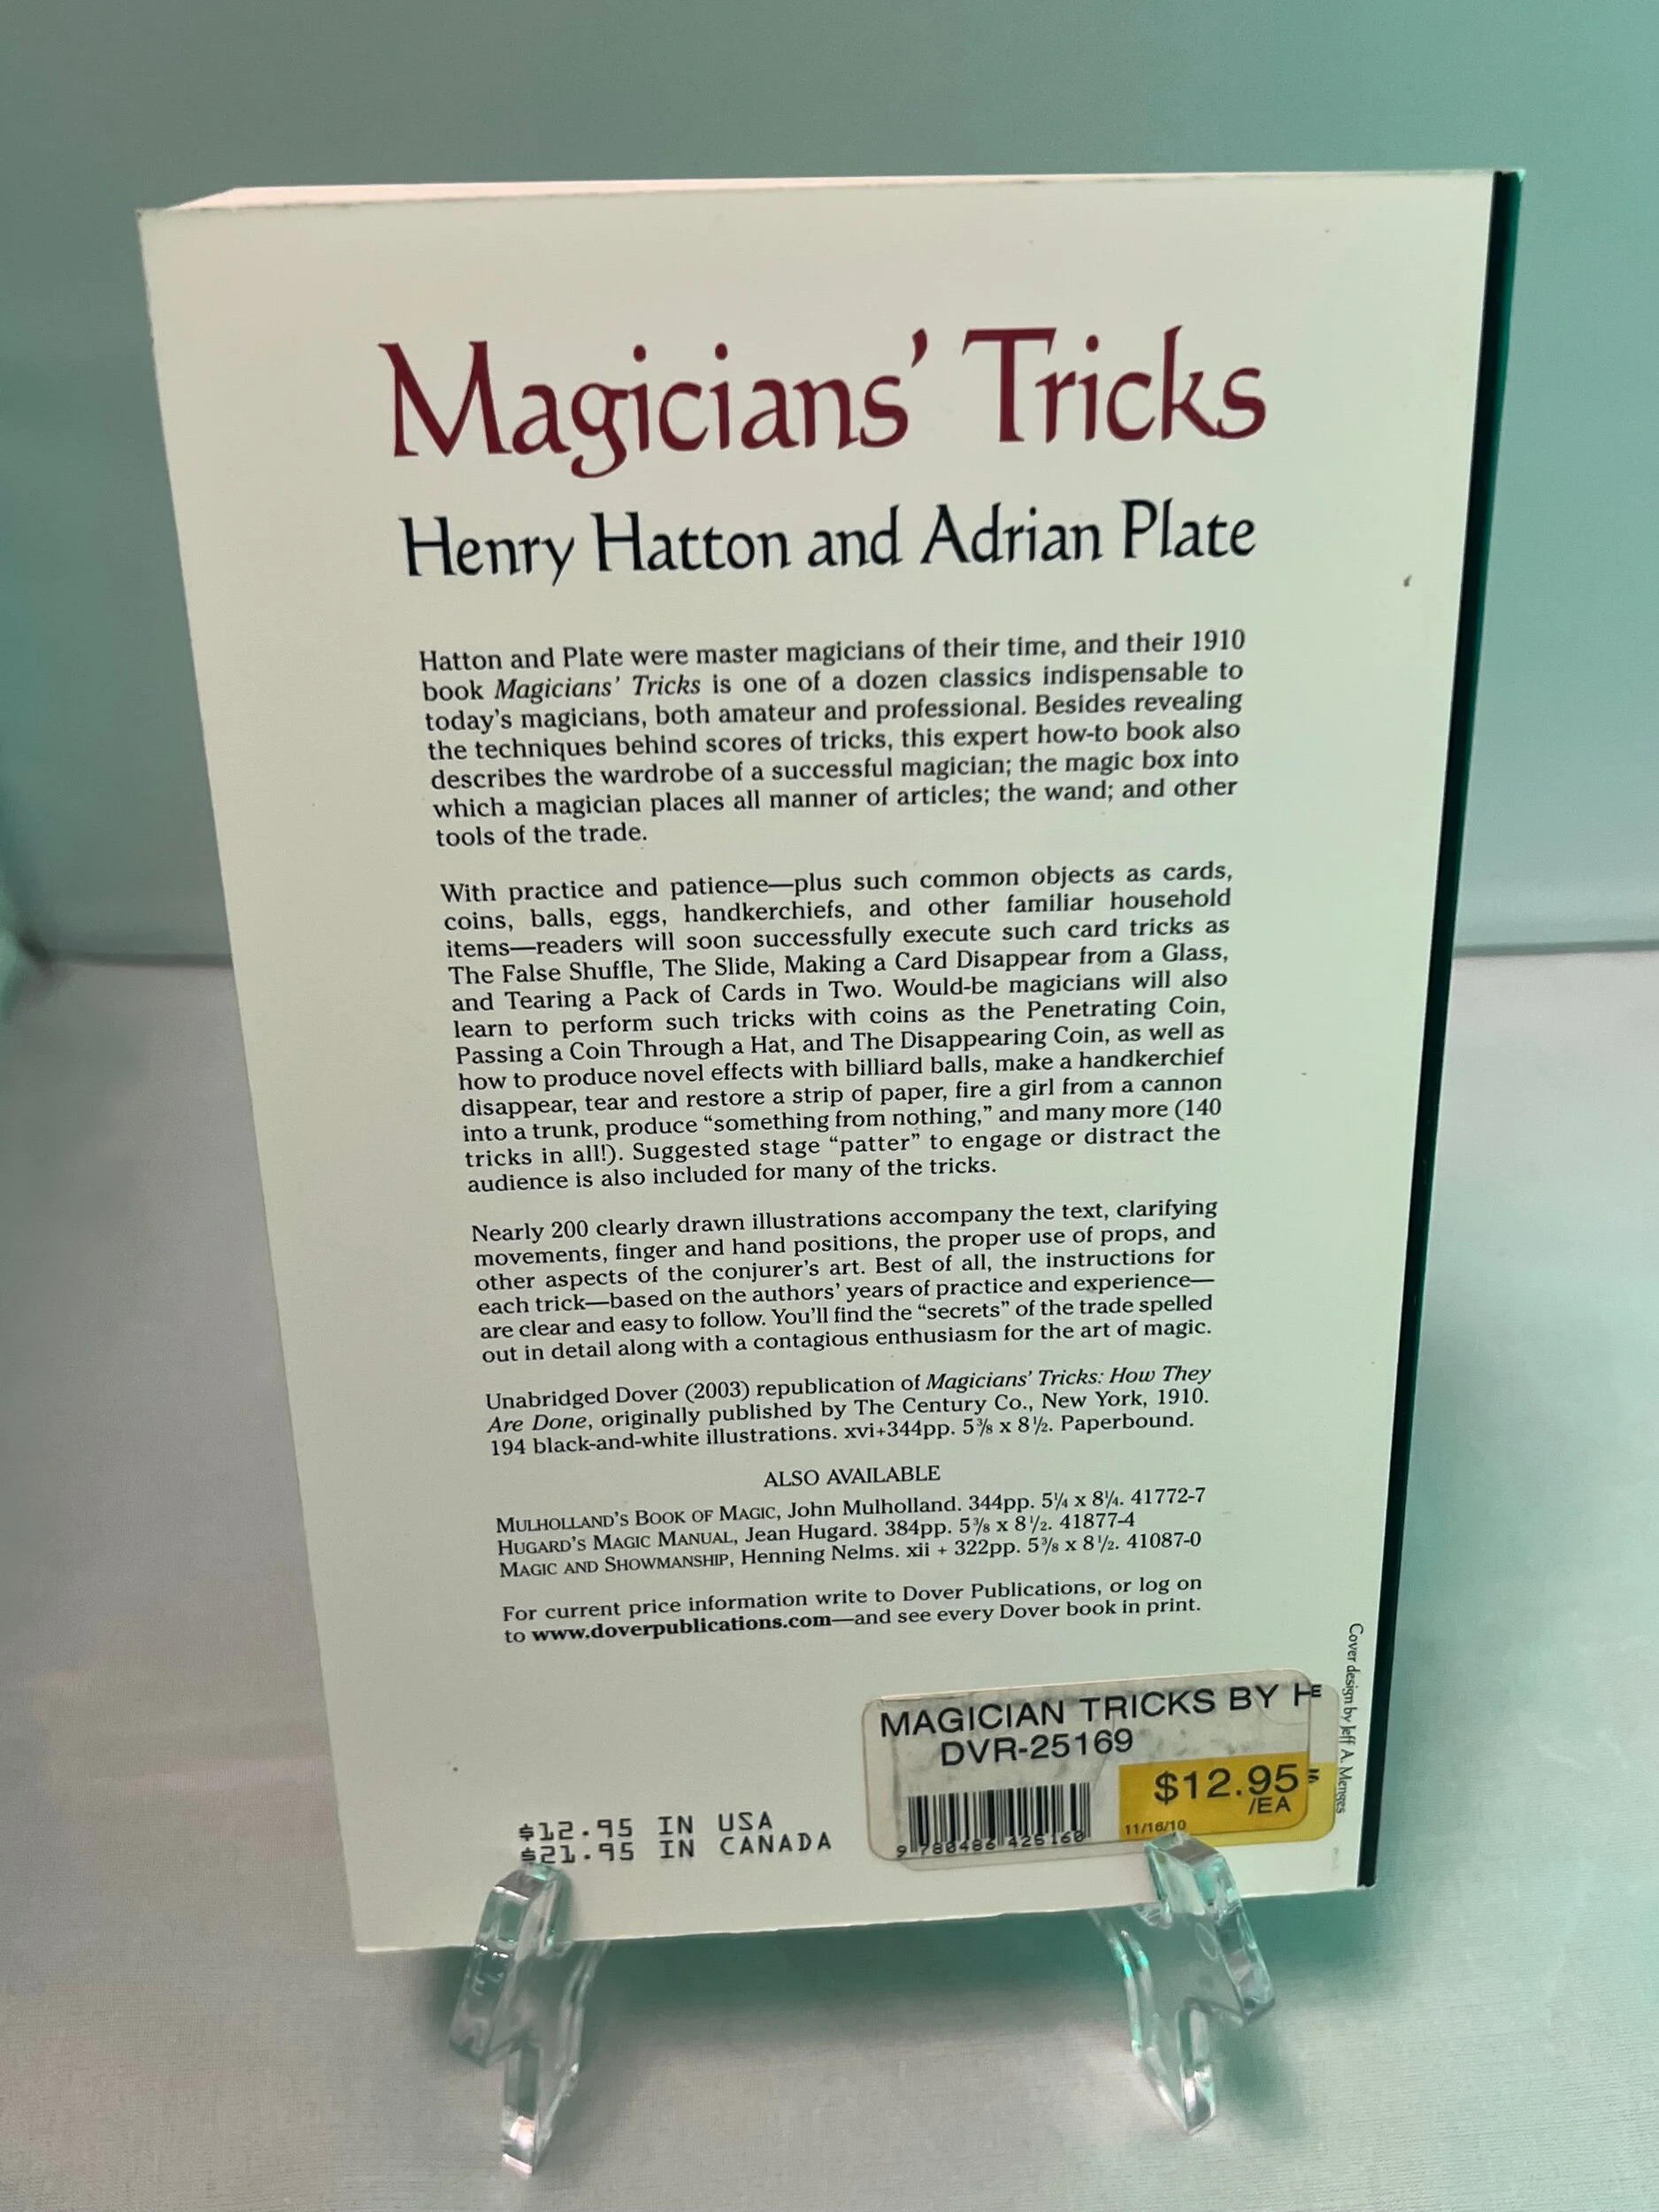 Magicians’ Tricks
Henry Hatton and Adrian Plate
Hatton and Plate were master magicians of their time, and their 1910
book Magicians’ Tricks is one of a dozen classics indispensable to
today’s magicians, both amateur and professional. Besides revealing
the techniques behind scores of tricks, this expert how-to book also
describes the wardrobe of a successful magician; the magic box into
which a magician places all manner of articles; the wand; and other
tools of the trade.
With practice and patience—plus such common objects as cards,
coins, balls, eggs, handkerchiefs, and other familiar household
items—readers will soon successfully execute such card tricks as
The False Shuffle, The Slide, Making a Card Disappear from a Glass,
and Tearing a Pack of Cards in Two. Would-be magicians will also
learn to perform such tricks with coins as the Penetrating Coin,
Passing a Coin Through a Hat, and The Disappearing Coin, as well as
how to produce novel effects with billiard balls, make a handkerchief
disappear, tear and restore a strip of paper, fire a girl from a cannon
into a trunk, produce “something from nothing,” and many more (140
tricks in all!). Suggested stage “patter” to engage or distract the
audience is also included for many of the tricks.
Nearly 200 clearly drawn illustrations accompany the text, clarifying
movements, finger and hand positions, the proper use of props, and
other aspects of the conjurer’s art. Best of all, the instructions for
each trick—based on the authors’ years of practice and experience—
are clear and easy to follow. You’ll find the “secrets” of the trade spelled
out in detail along with a contagious enthusiasm for the art of magic.
Unabridged Dover (2003) republication of Magicians’ Tricks: How They
Are Done, originally published by The Century Co., New York, 1910.
194 black-and-white illustrations. xvi+344pp. 5⅜ x 8½. Paperbound.
ALSO AVAILABLE
MULHOLLAND’S BOOK OF MAGIC, John Mulholland. 344pp. 5¼ x 8¼. 41772-7
HUGARD’S MAGIC MANUAL, Jean Hugard. 384pp. 5⅜ x 8½. 41877-4
MAGIC AND SHOWMANSHIP, Henning Nelms. xii + 322pp. 5⅜ x 8½. 41087-0
For current price information write to Dover Publications, or log on
to www.doverpublications.com—and see every Dover book in print.
Cover design by Jeff A. Menges
MAGICIAN TRICKS BY H
DVR-25169
$12.95
/EA
11/16/10
$12.95 IN USA
$21.95 IN CANADA